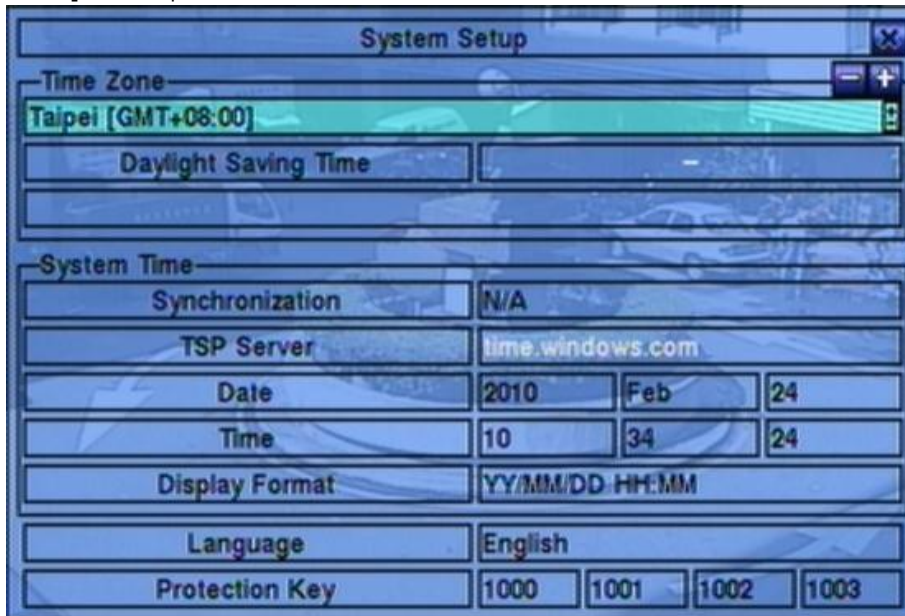 System Setup
Time Zone
Taipei [GMT+08:00]
Daylight Saving Time -
System Time
Synchronization N/A
TSP Server time.windows.com
Date 2010 Feb 24
Time 10 34 24
Display Format YY/MM/DD HH:MM
Language English
Protection Key 1000 1001 1002 1003